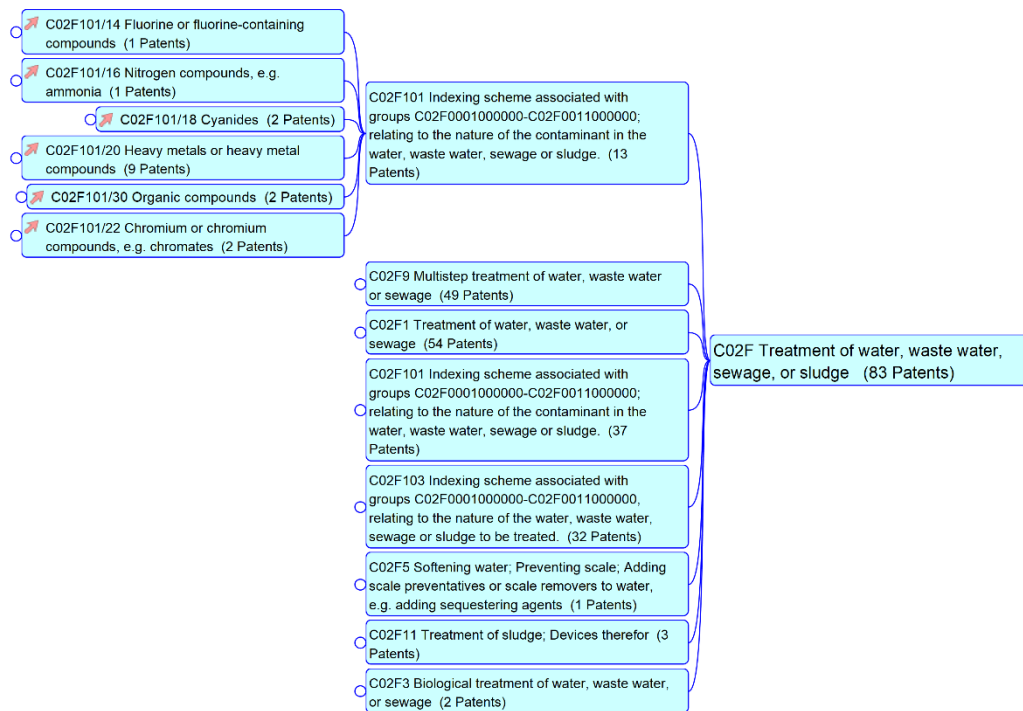 C02F101/14 Fluorine or fluorine-containing
compounds (1 Patents)
C02F101/16 Nitrogen compounds, e.g.
ammonia (1 Patents)
C02F101/18 Cyanides (2 Patents)
C02F101/20 Heavy metals or heavy metal
compounds (9 Patents)
C02F101/30 Organic compounds (2 Patents)
C02F101/22 Chromium or chromium
compounds, e.g. chromates (2 Patents)
C02F101 Indexing scheme associated with
groups C02F0001000000-C02F0011000000;
relating to the nature of the contaminant in the
water, waste water, sewage or sludge. (13
Patents)
C02F9 Multistep treatment of water, waste water
or sewage (49 Patents)
C02F1 Treatment of water, waste water, or
sewage (54 Patents)
C02F101 Indexing scheme associated with
groups C02F0001000000-C02F0011000000;
relating to the nature of the contaminant in the
water, waste water, sewage or sludge. (37
Patents)
C02F103 Indexing scheme associated with
groups C02F0001000000-C02F0011000000,
relating to the nature of the water, waste water,
sewage or sludge to be treated. (32 Patents)
C02F5 Softening water; Preventing scale; Adding
scale preventatives or scale removers to water,
e.g. adding sequestering agents (1 Patents)
C02F11 Treatment of sludge; Devices therefor (3
Patents)
C02F3 Biological treatment of water, waste water,
or sewage (2 Patents)
C02F Treatment of water, waste water,
sewage, or sludge (83 Patents)